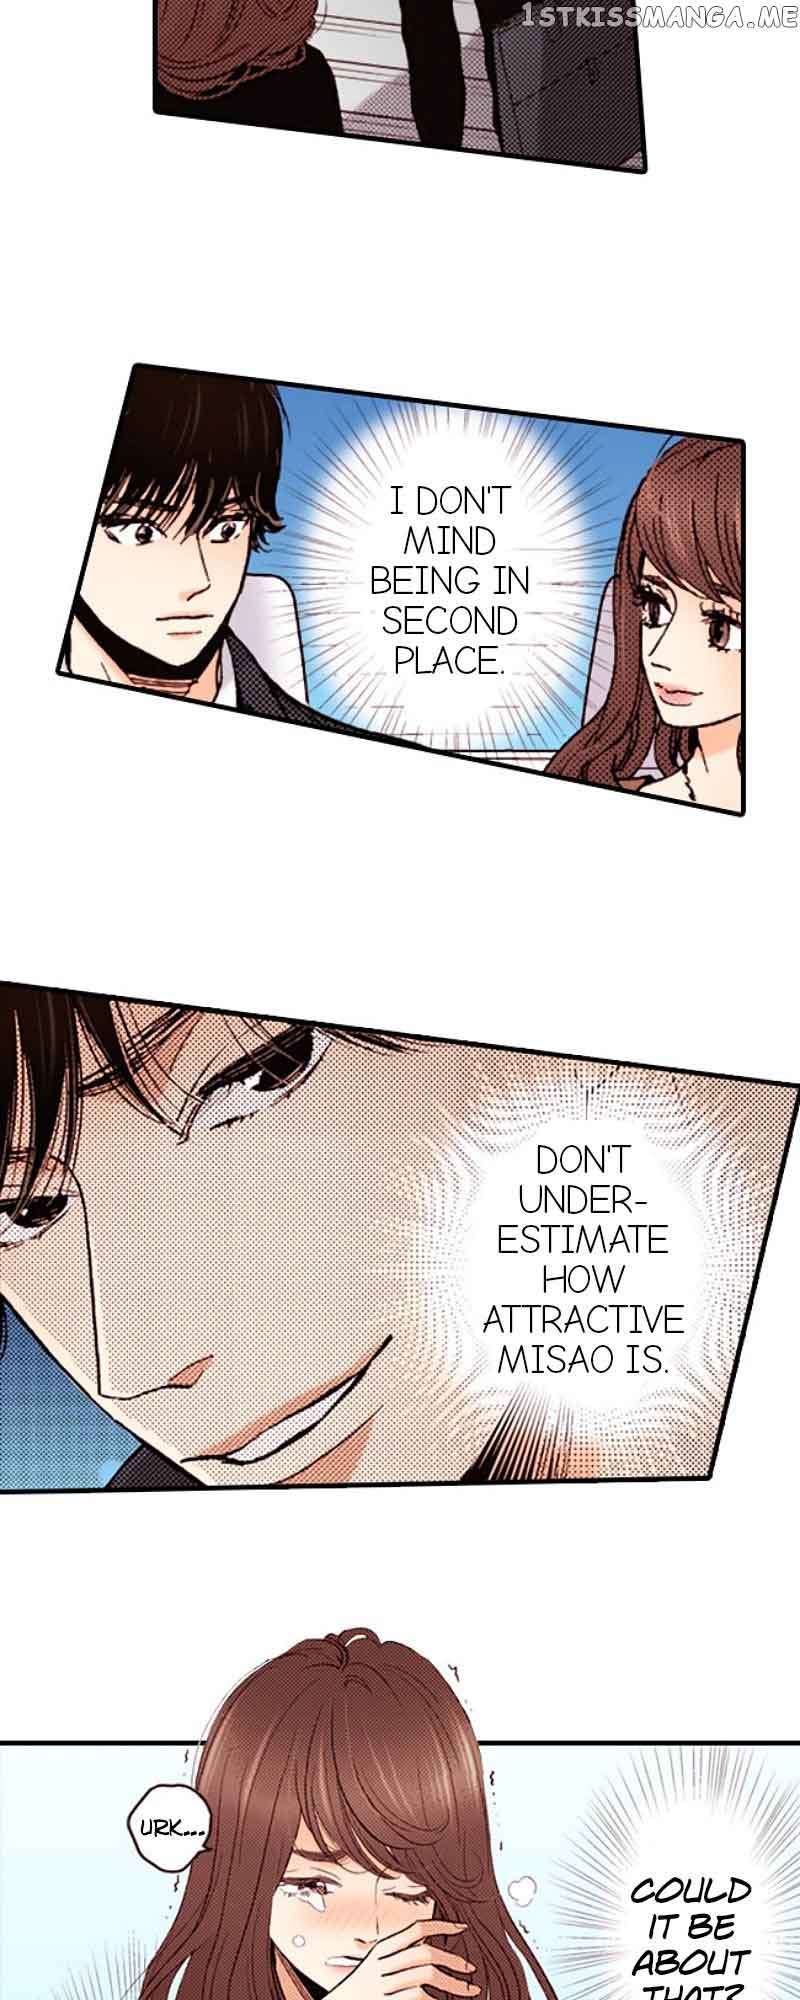 1STKISSMANGA.ME
I DON'T
MIND
BEING IN
SECOND
PLACE.
DON'T
UNDER-
ESTIMATE
HOW
ATTRACTIVE
MISAO IS.
URK...
COULD
IT BE
ABOUT
THAT?